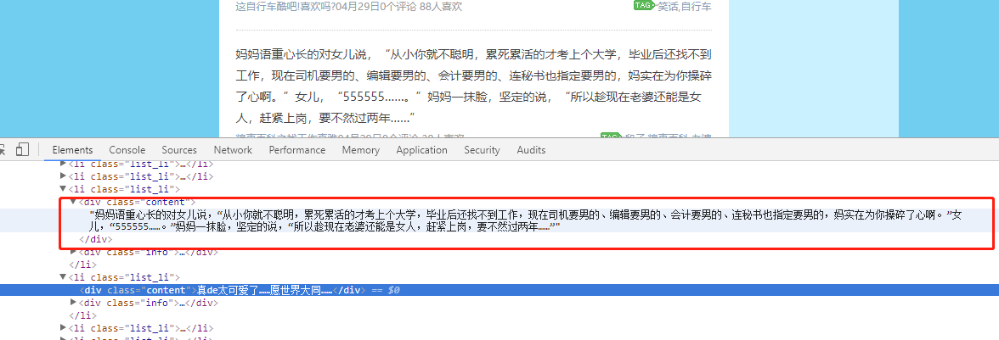 这自行车酷吧!喜欢吗?04月29日0个评论 88人喜欢
TAG 笑话,自行车
妈妈语重心长的对女儿说，“从小你就不聪明，累死累活的才考上个大学，毕业后还找不到
工作，现在司机要男的、编辑要男的、会计要男的，连秘书也指定要男的，妈实在为你操碎
了心啊。”女儿，“555555……。”妈妈一抹脸，坚定的说，“所以趁现在老婆还能是女
人，赶紧上岗，要不然过两年……”
Elements Console Sources Network Performance Memory Application Security Audits
▶<li class="list_li">…</li>
▶<li class="list_li">…</li>
▼<li class="list_li">
▼<div class="content">
"妈妈语重心长的对女儿说，“从小你就不聪明，累死累活的才考上个大学，毕业后还找不到工作，现在司机要男的、编辑要男的、会计要男的、连秘书也指定要男的，妈实在为你操碎了心啊。”女
儿，“555555……。”妈妈一抹脸，坚定的说，“所以趁现在老婆还能是女人，赶紧上岗，要不然过两年……”"
</div>
▶<div class="info">…</div>
</li>
▼<li class="list_li">
<div class="content">真de太可爱了……愿世界大同……</div> == $0
▶<div class="info">…</div>
</li>
▶<li class="list_li">…</li>